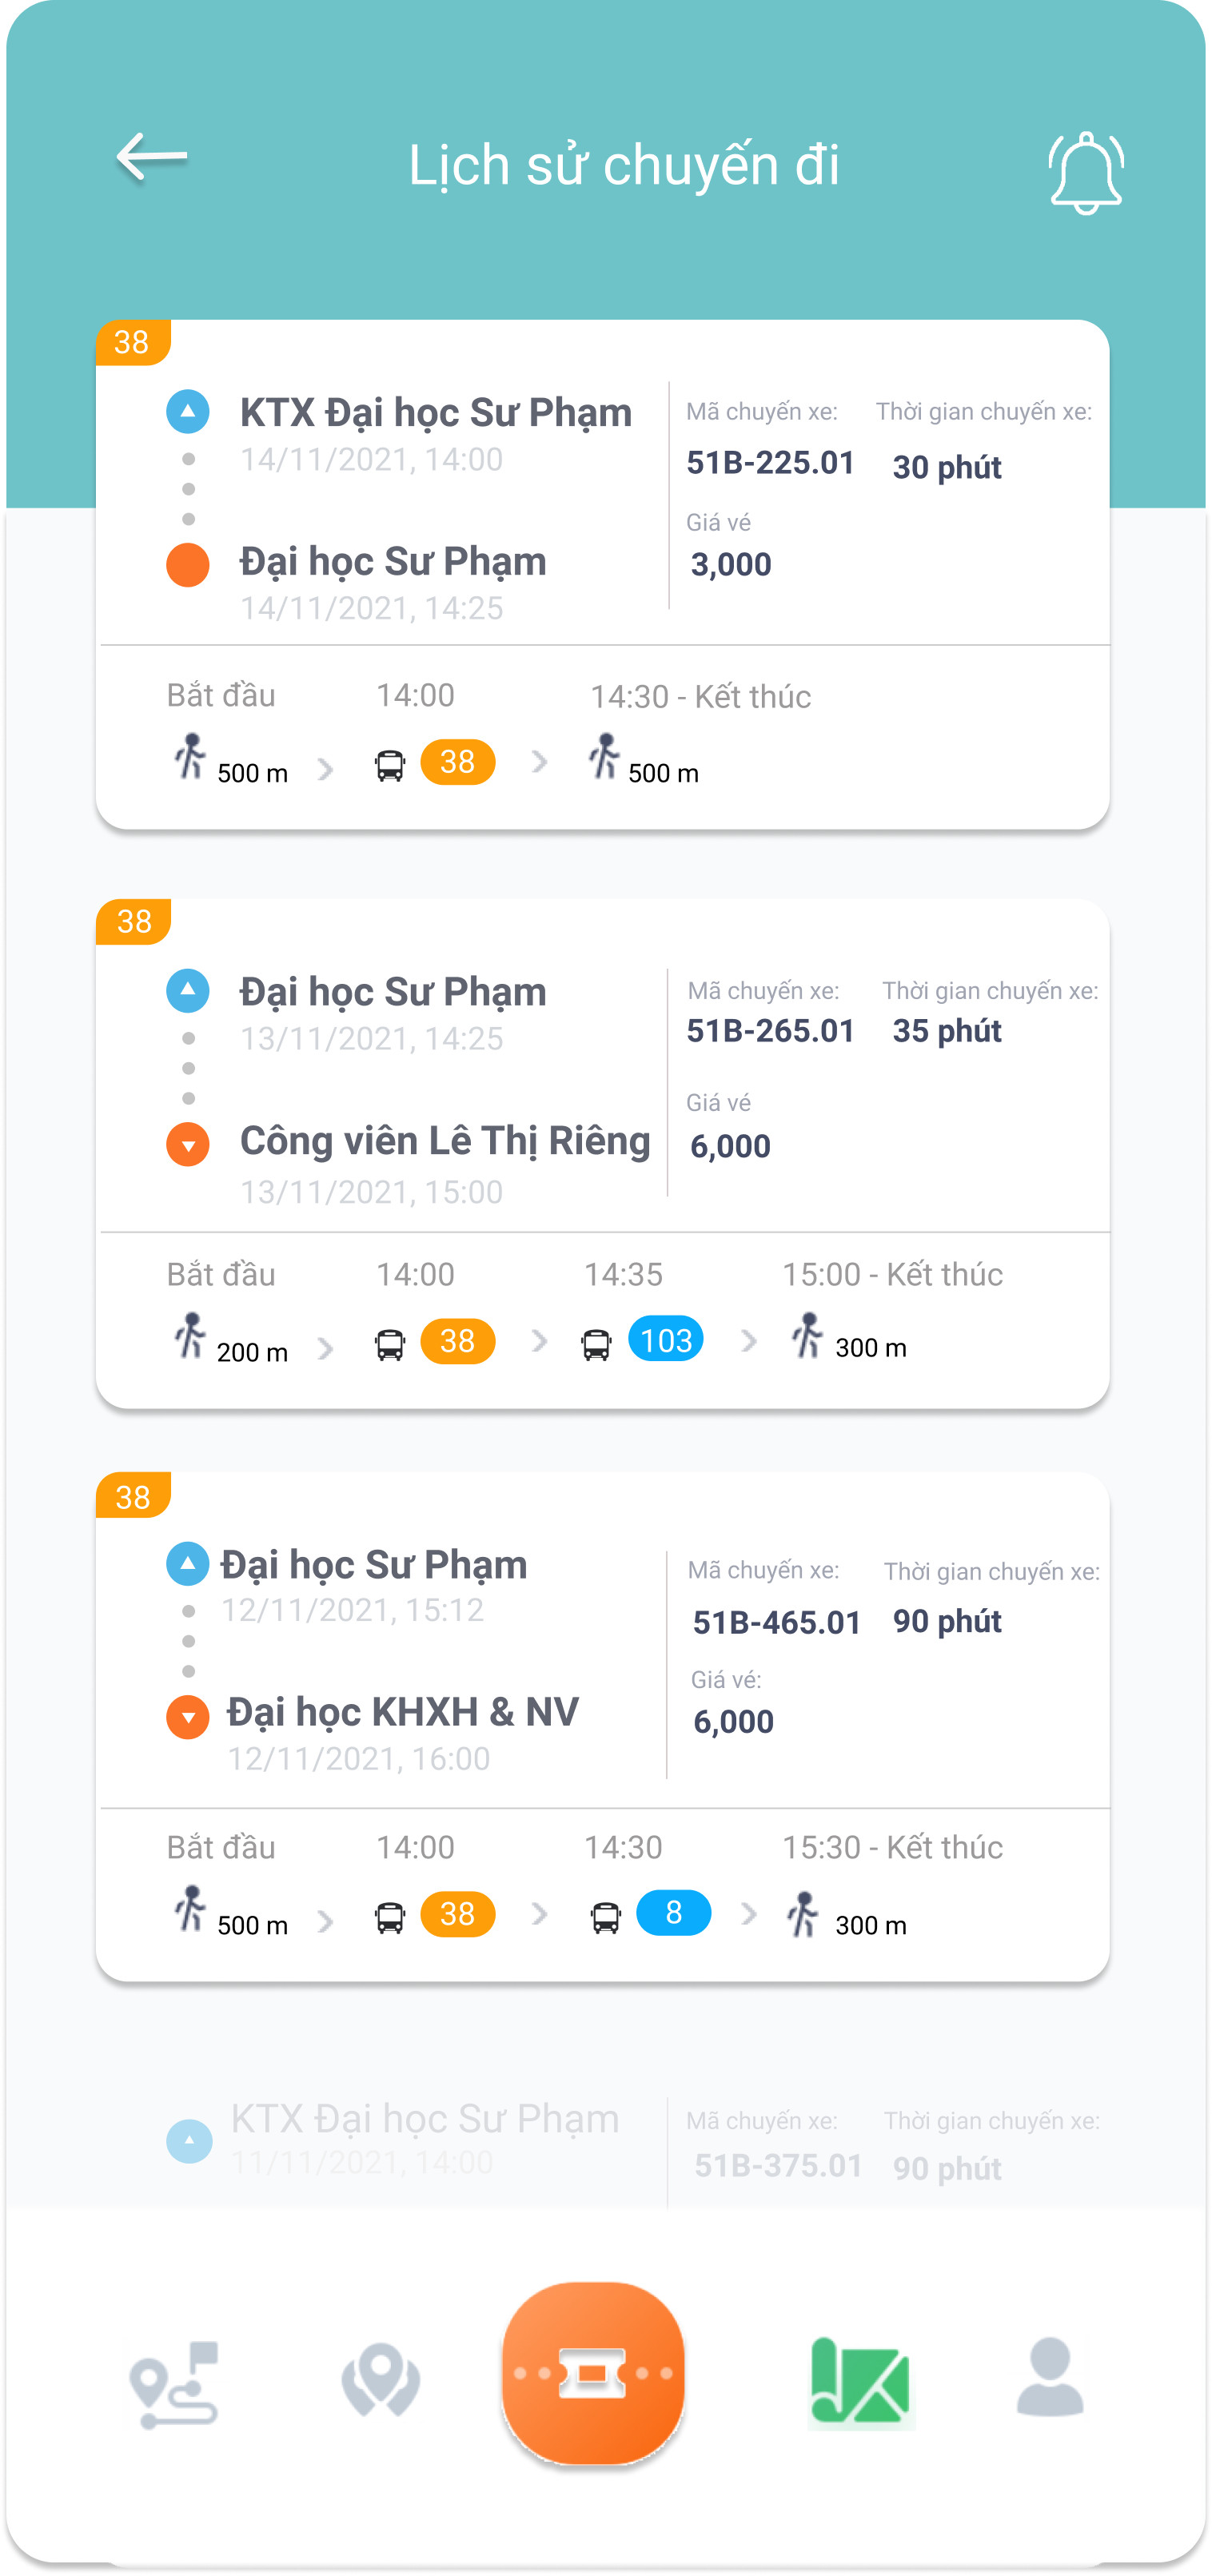 Lịch sử chuyến đi
38
KTX Đại học Sư Phạm
14/11/2021, 14:00
Đại học Sư Phạm
14/11/2021, 14:25
Mã chuyến xe:
Thời gian chuyến xe:
51B-225.01
30 phút
Giá vé
3,000
Bắt đầu
14:00
14:30 - Kết thúc
500 m
38
500 m
38
Đại học Sư Phạm
13/11/2021, 14:25
Công viên Lê Thị Riêng
13/11/2021, 15:00
Mã chuyến xe:
Thời gian chuyến xe:
51B-265.01
35 phút
Giá vé
6,000
Bắt đầu
14:00
14:35
15:00 - Kết thúc
200 m
38
103
300 m
38
Đại học Sư Phạm
12/11/2021, 15:12
Đại học KHXH & NV
12/11/2021, 16:00
Mã chuyến xe:
Thời gian chuyến xe:
51B-465.01
90 phút
Giá vé:
6,000
Bắt đầu
14:00
14:30
15:30 - Kết thúc
500 m
38
8
300 m
KTX Đại học Sư Phạm
11/11/2021, 14:00
Mã chuyến xe:
Thời gian chuyến xe:
51B-375.01
90 phút